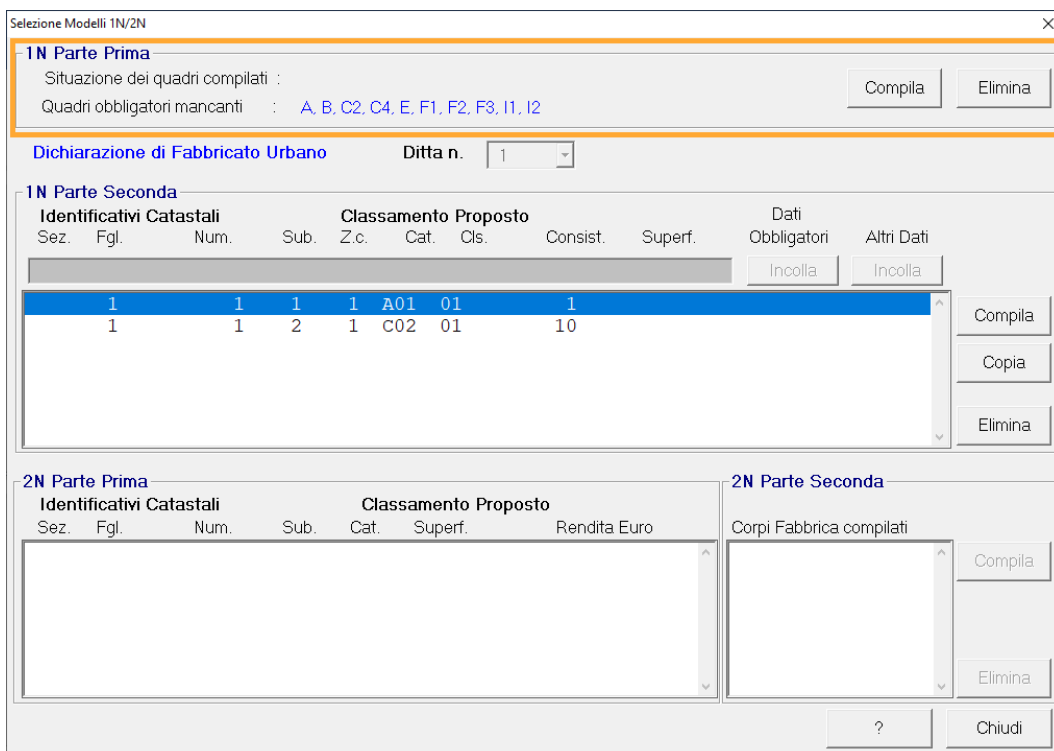 Selezione Modelli 1N/2N
1N Parte Prima
Situazione dei quadri compilati :
Compila Elimina
Quadri obbligatori mancanti : A, B, C2, C4, E, F1, F2, F3, I1, I2
Dichiarazione di Fabbricato Urbano Ditta n. 1
1N Parte Seconda
Identificativi Catastali Classamento Proposto Dati
Sez. Fgl. Num. Sub. Z.c. Cat. Cls. Consist. Superf. Obbligatori Altri Dati
Incolla Incolla
1 1 1 1 A01 01 1
1 1 2 1 C02 01 10
Compila
Copia
Elimina
2N Parte Prima
Identificativi Catastali Classamento Proposto
Sez. Fgl. Num. Sub. Cat. Superf. Rendita Euro
2N Parte Seconda
Corpi Fabbrica compilati
Compila
Elimina
? Chiudi